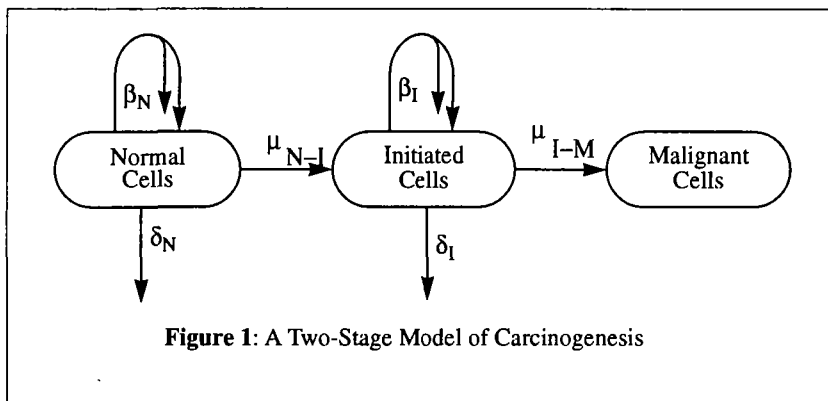 β_N
β_I
Normal
Cells
μ_N–I
Initiated
Cells
μ_I–M
Malignant
Cells
δ_N
δ_I
Figure 1: A Two-Stage Model of Carcinogenesis